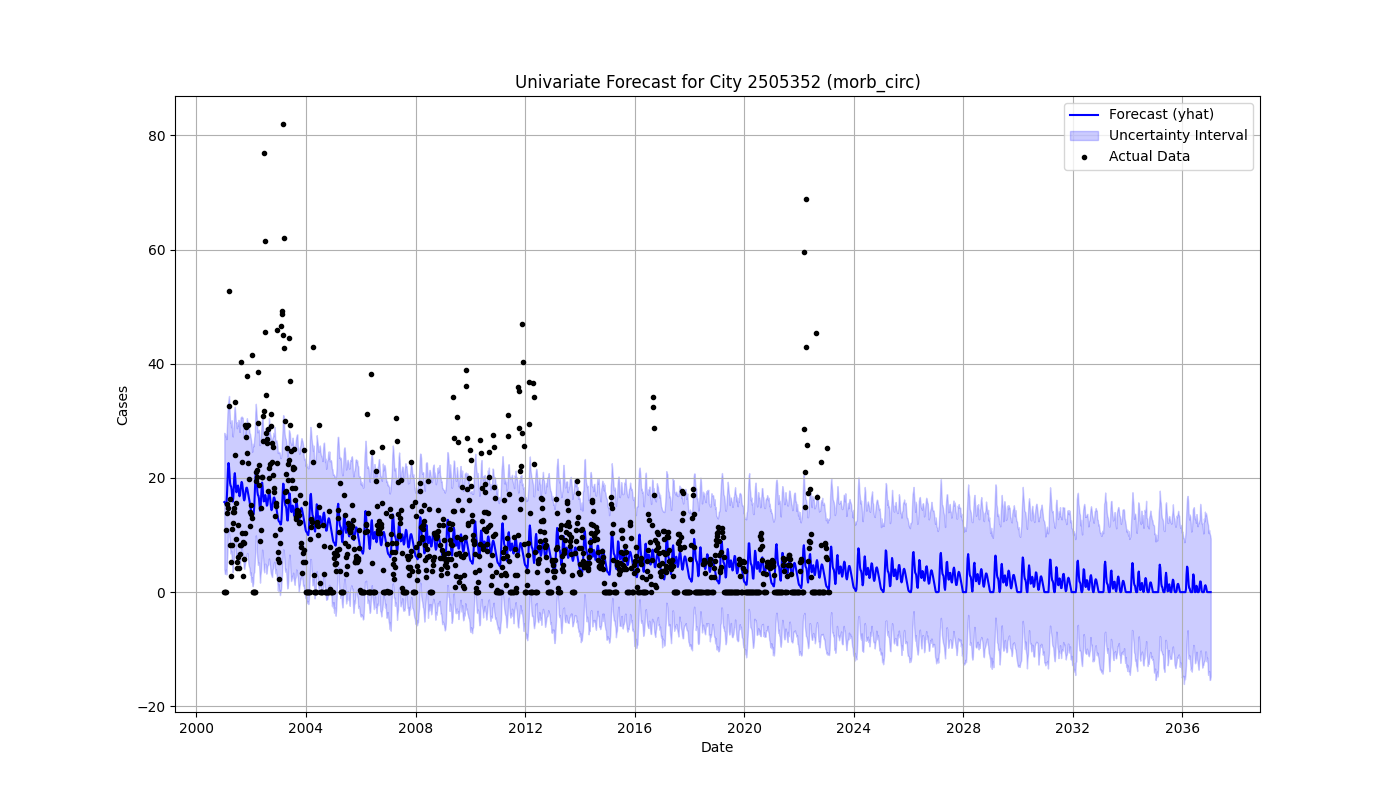 Univariate Forecast for City 2505352 (morb_circ)
Forecast (yhat)
Uncertainty Interval
Actual Data
Cases
80
60
40
20
0
−20
2000 2004 2008 2012 2016 2020 2024 2028 2032 2036
Date